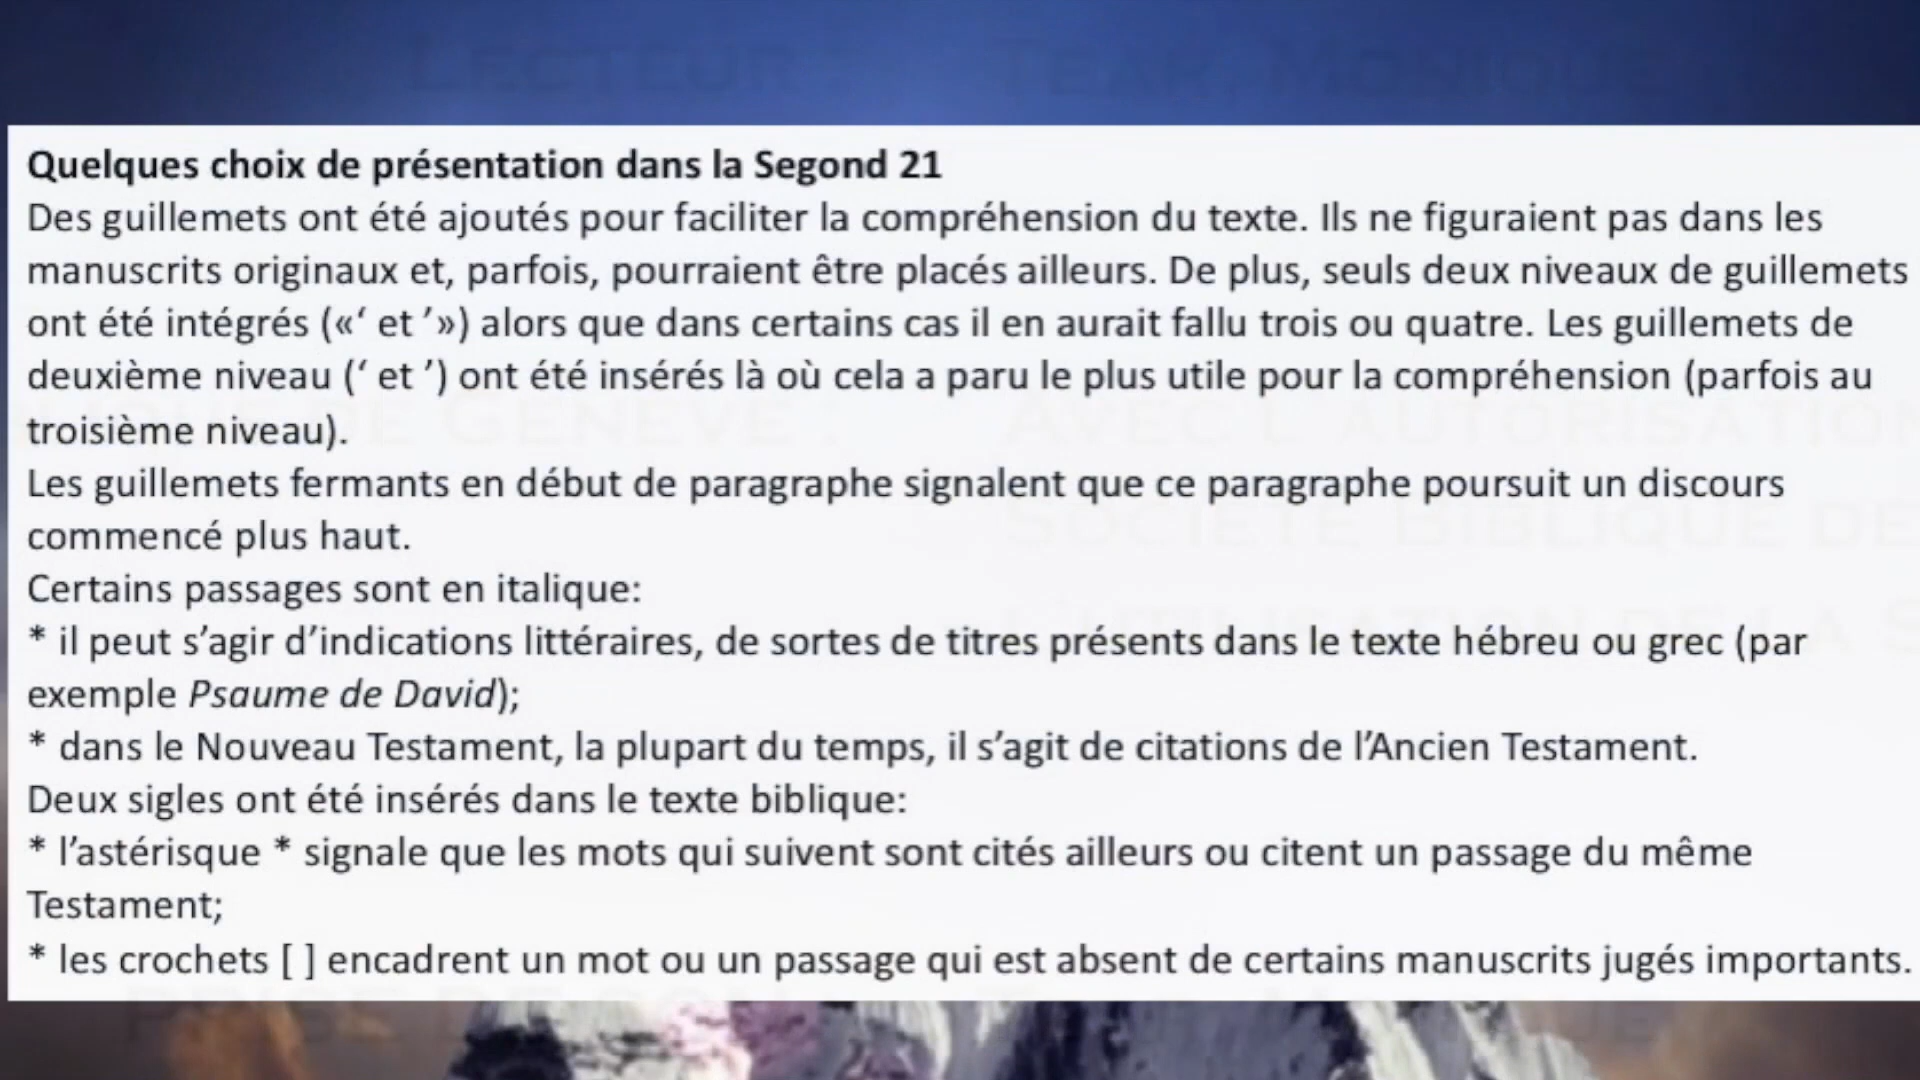 LECTEUR : TEAR, MONIQUE
Quelques choix de présentation dans la Segond 21
Des guillemets ont été ajoutés pour faciliter la compréhension du texte. Ils ne figuraient pas dans les
manuscrits originaux et, parfois, pourraient être placés ailleurs. De plus, seuls deux niveaux de guillemets
ont été intégrés («‘ et ’») alors que dans certains cas il en aurait fallu trois ou quatre. Les guillemets de
deuxième niveau (‘ et ’) ont été insérés là où cela a paru le plus utile pour la compréhension (parfois au
troisième niveau).
Les guillemets fermants en début de paragraphe signalent que ce paragraphe poursuit un discours
commencé plus haut.
Certains passages sont en italique:
* il peut s’agir d’indications littéraires, de sortes de titres présents dans le texte hébreu ou grec (par
exemple Psaume de David);
* dans le Nouveau Testament, la plupart du temps, il s’agit de citations de l’Ancien Testament.
Deux sigles ont été insérés dans le texte biblique:
* l’astérisque * signale que les mots qui suivent sont cités ailleurs ou citent un passage du même
Testament;
* les crochets [ ] encadrent un mot ou un passage qui est absent de certains manuscrits jugés importants.